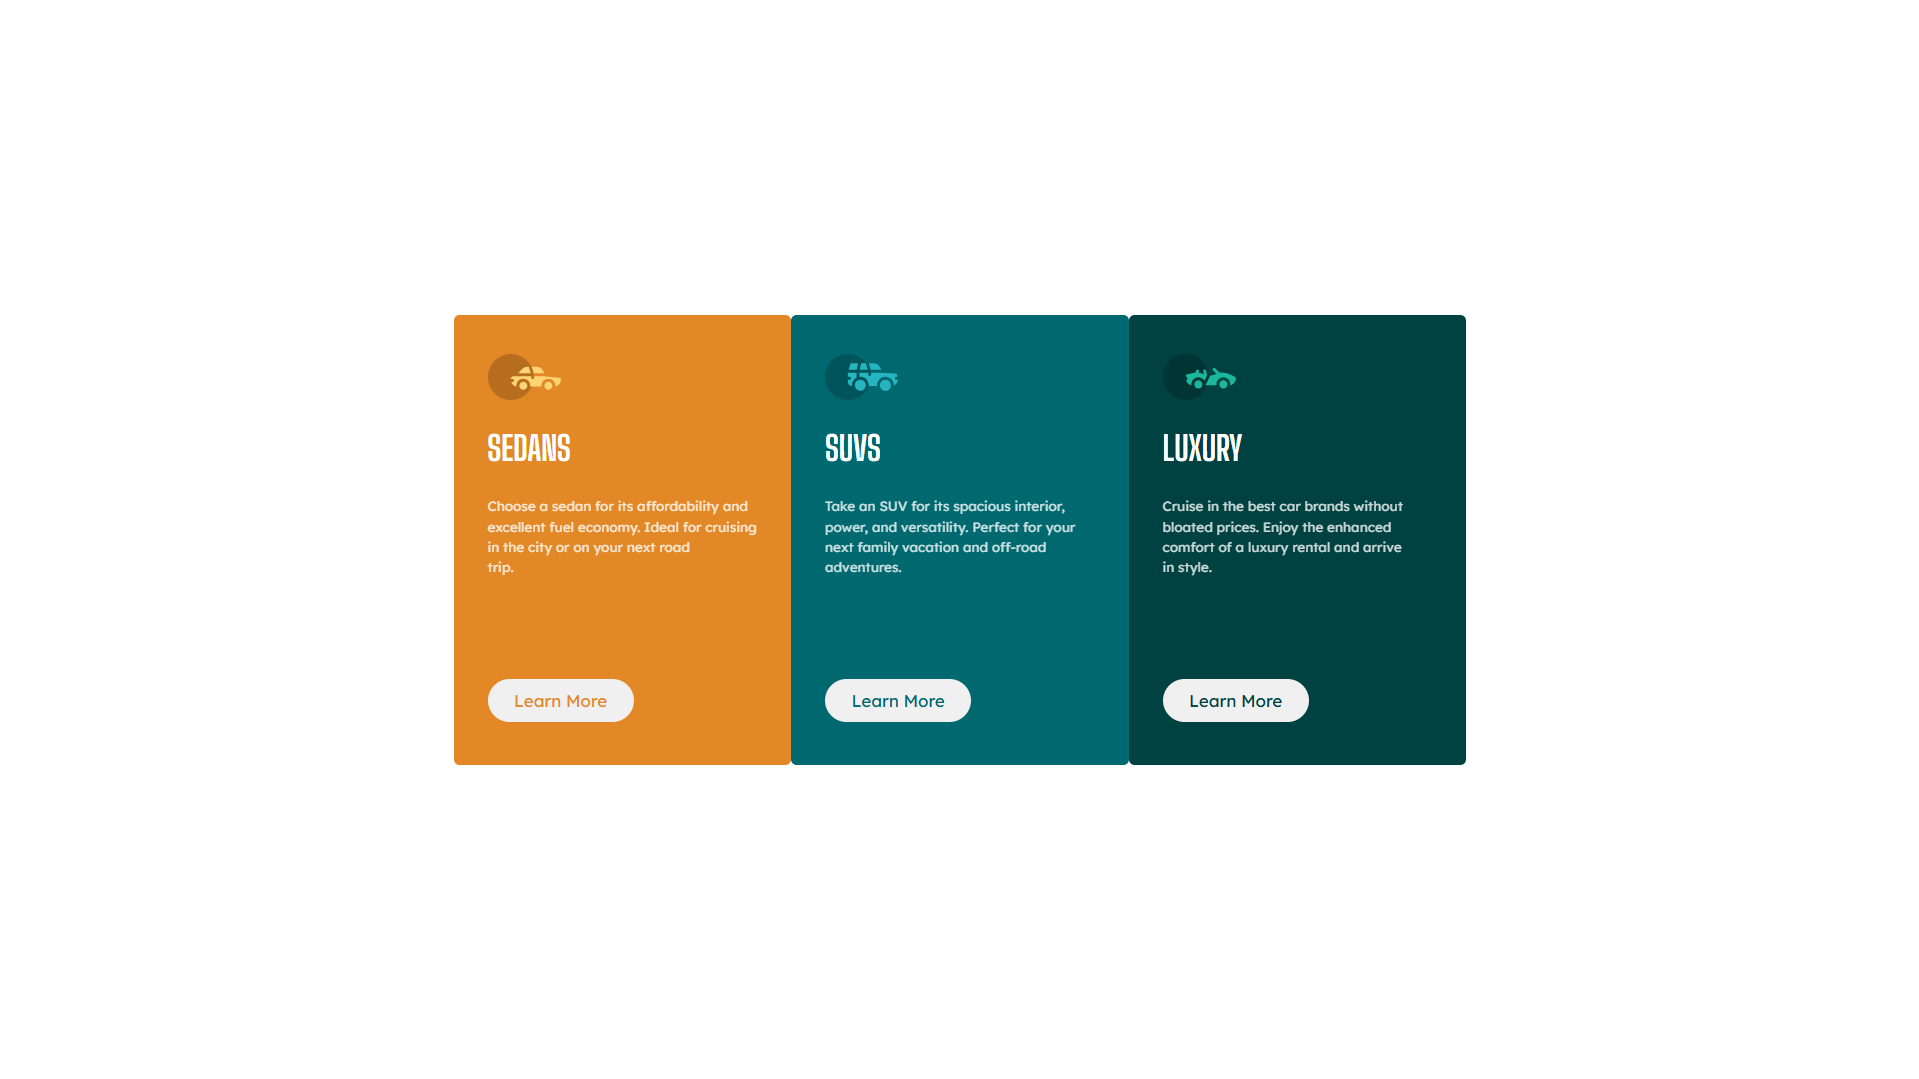 SEDANS
Choose a sedan for its affordability and
excellent fuel economy. Ideal for cruising
in the city or on your next road
trip.
Learn More
SUVS
Take an SUV for its spacious interior,
power, and versatility. Perfect for your
next family vacation and off-road
adventures.
Learn More
LUXURY
Cruise in the best car brands without
bloated prices. Enjoy the enhanced
comfort of a luxury rental and arrive
in style.
Learn More